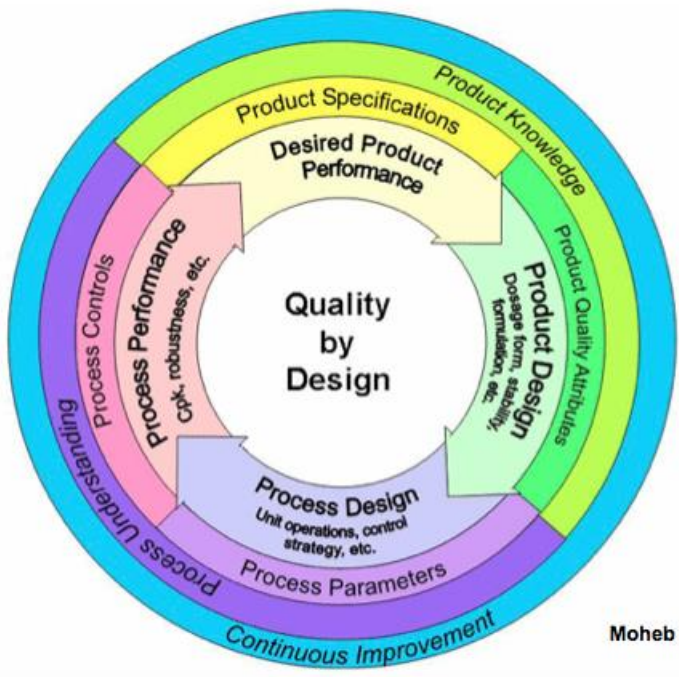 Product Knowledge
Product Specifications
Desired Product
Performance
Product Quality Attributes
Product Design
Dosage form, stability,
formulation, etc.
Quality
by
Design
Process Performance
Cpk, robustness, etc.
Process Controls
Process Understanding
Process Design
Unit operations, control
strategy, etc.
Process Parameters
Continuous Improvement
Moheb